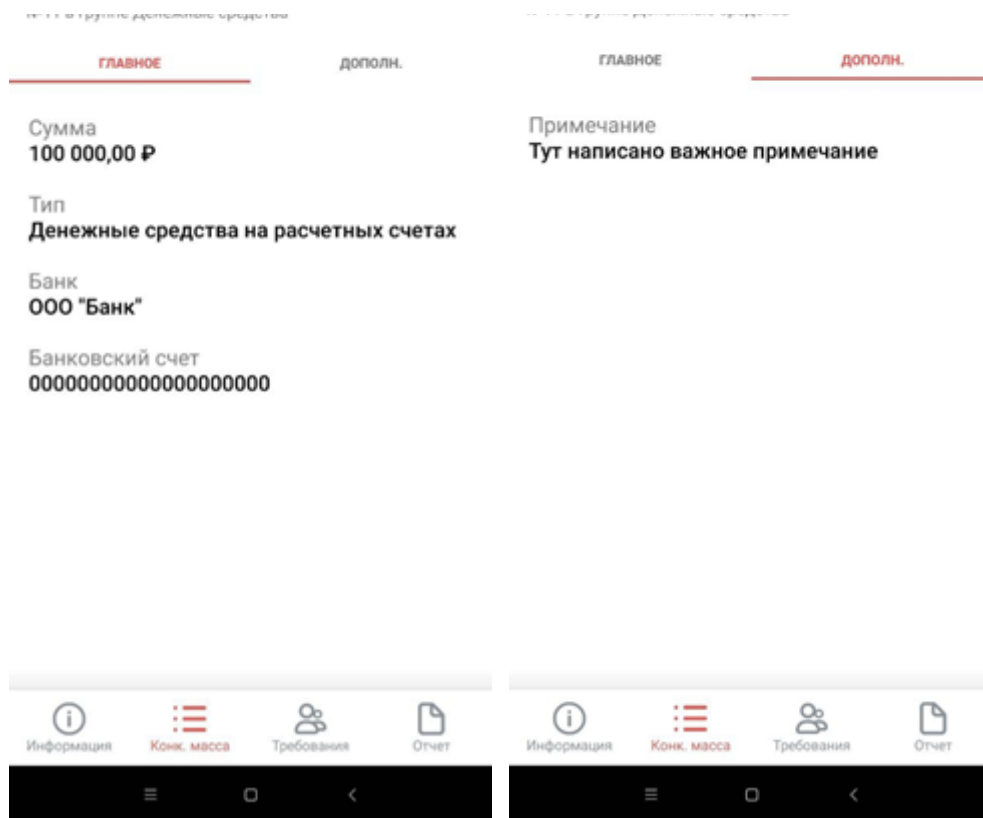 ГЛАВНОЕ
ДОПОЛН.
Сумма
100 000,00 ₽
Тип
Денежные средства на расчетных счетах
Банк
ООО "Банк"
Банковский счет
00000000000000000000
Информация
Конк. масса
Требования
Отчет
ГЛАВНОЕ
ДОПОЛН.
Примечание
Тут написано важное примечание
Информация
Конк. масса
Требования
Отчет